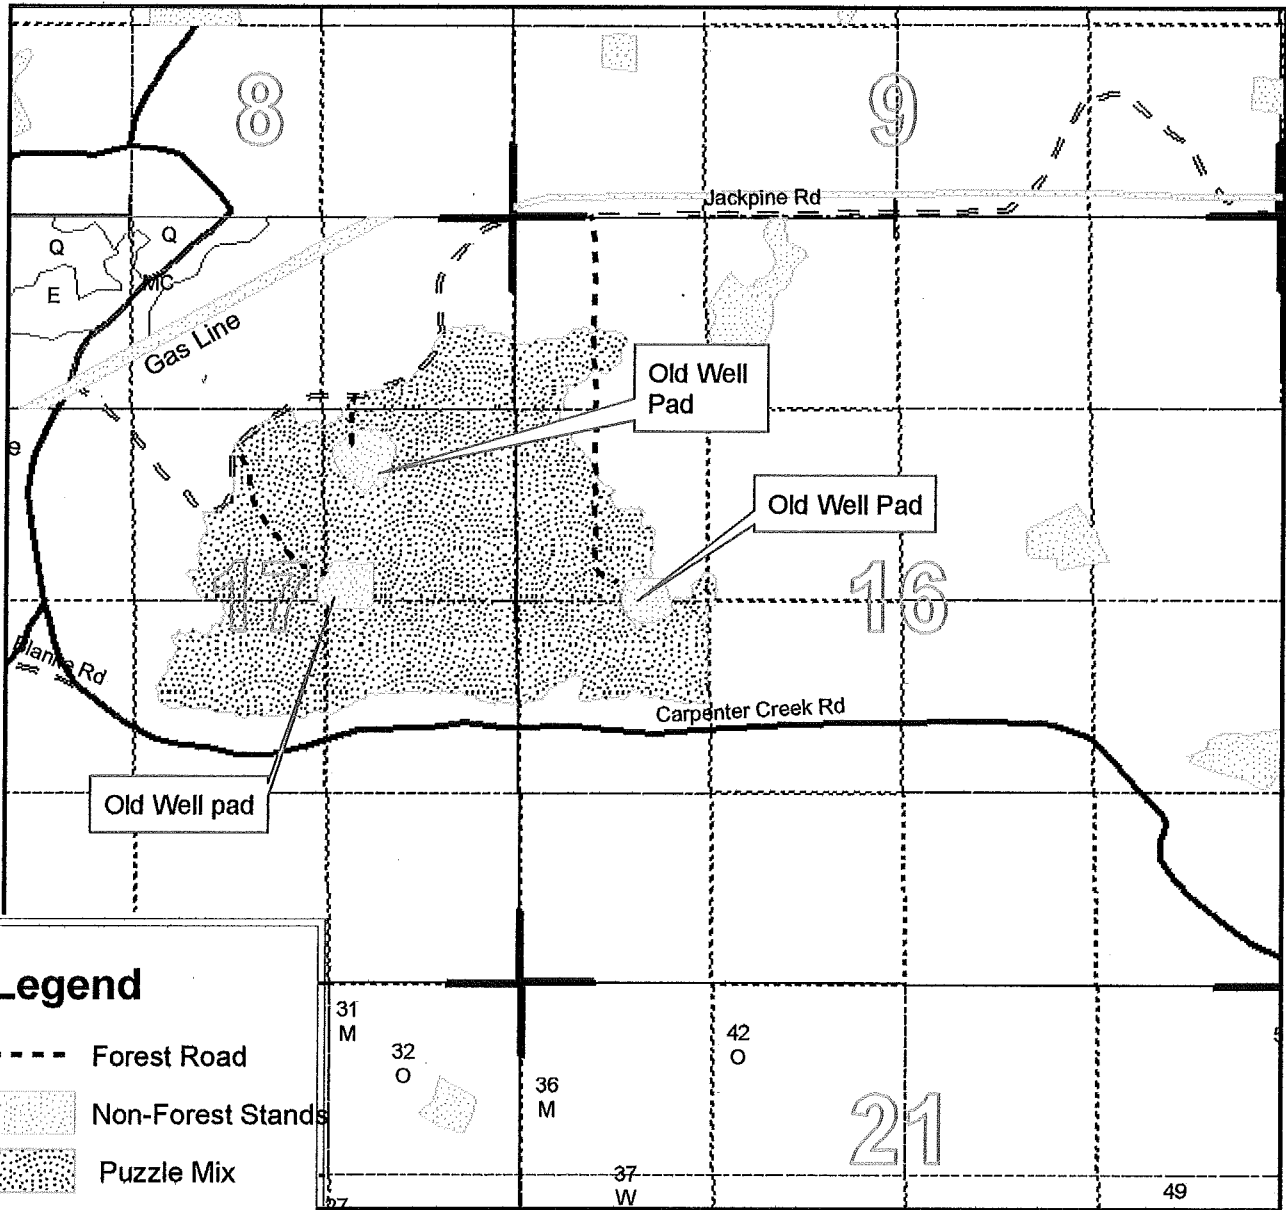 8
9
Jackpine Rd
Q
Q
E
MC
Gas Line
Old Well
Pad
e
Old Well Pad
17
16
Rd
Carpenter Creek Rd
Old Well pad
Legend
Forest Road
Non-Forest Stands
Puzzle Mix
31
M
32
O
36
M
42
O
21
37
W
49